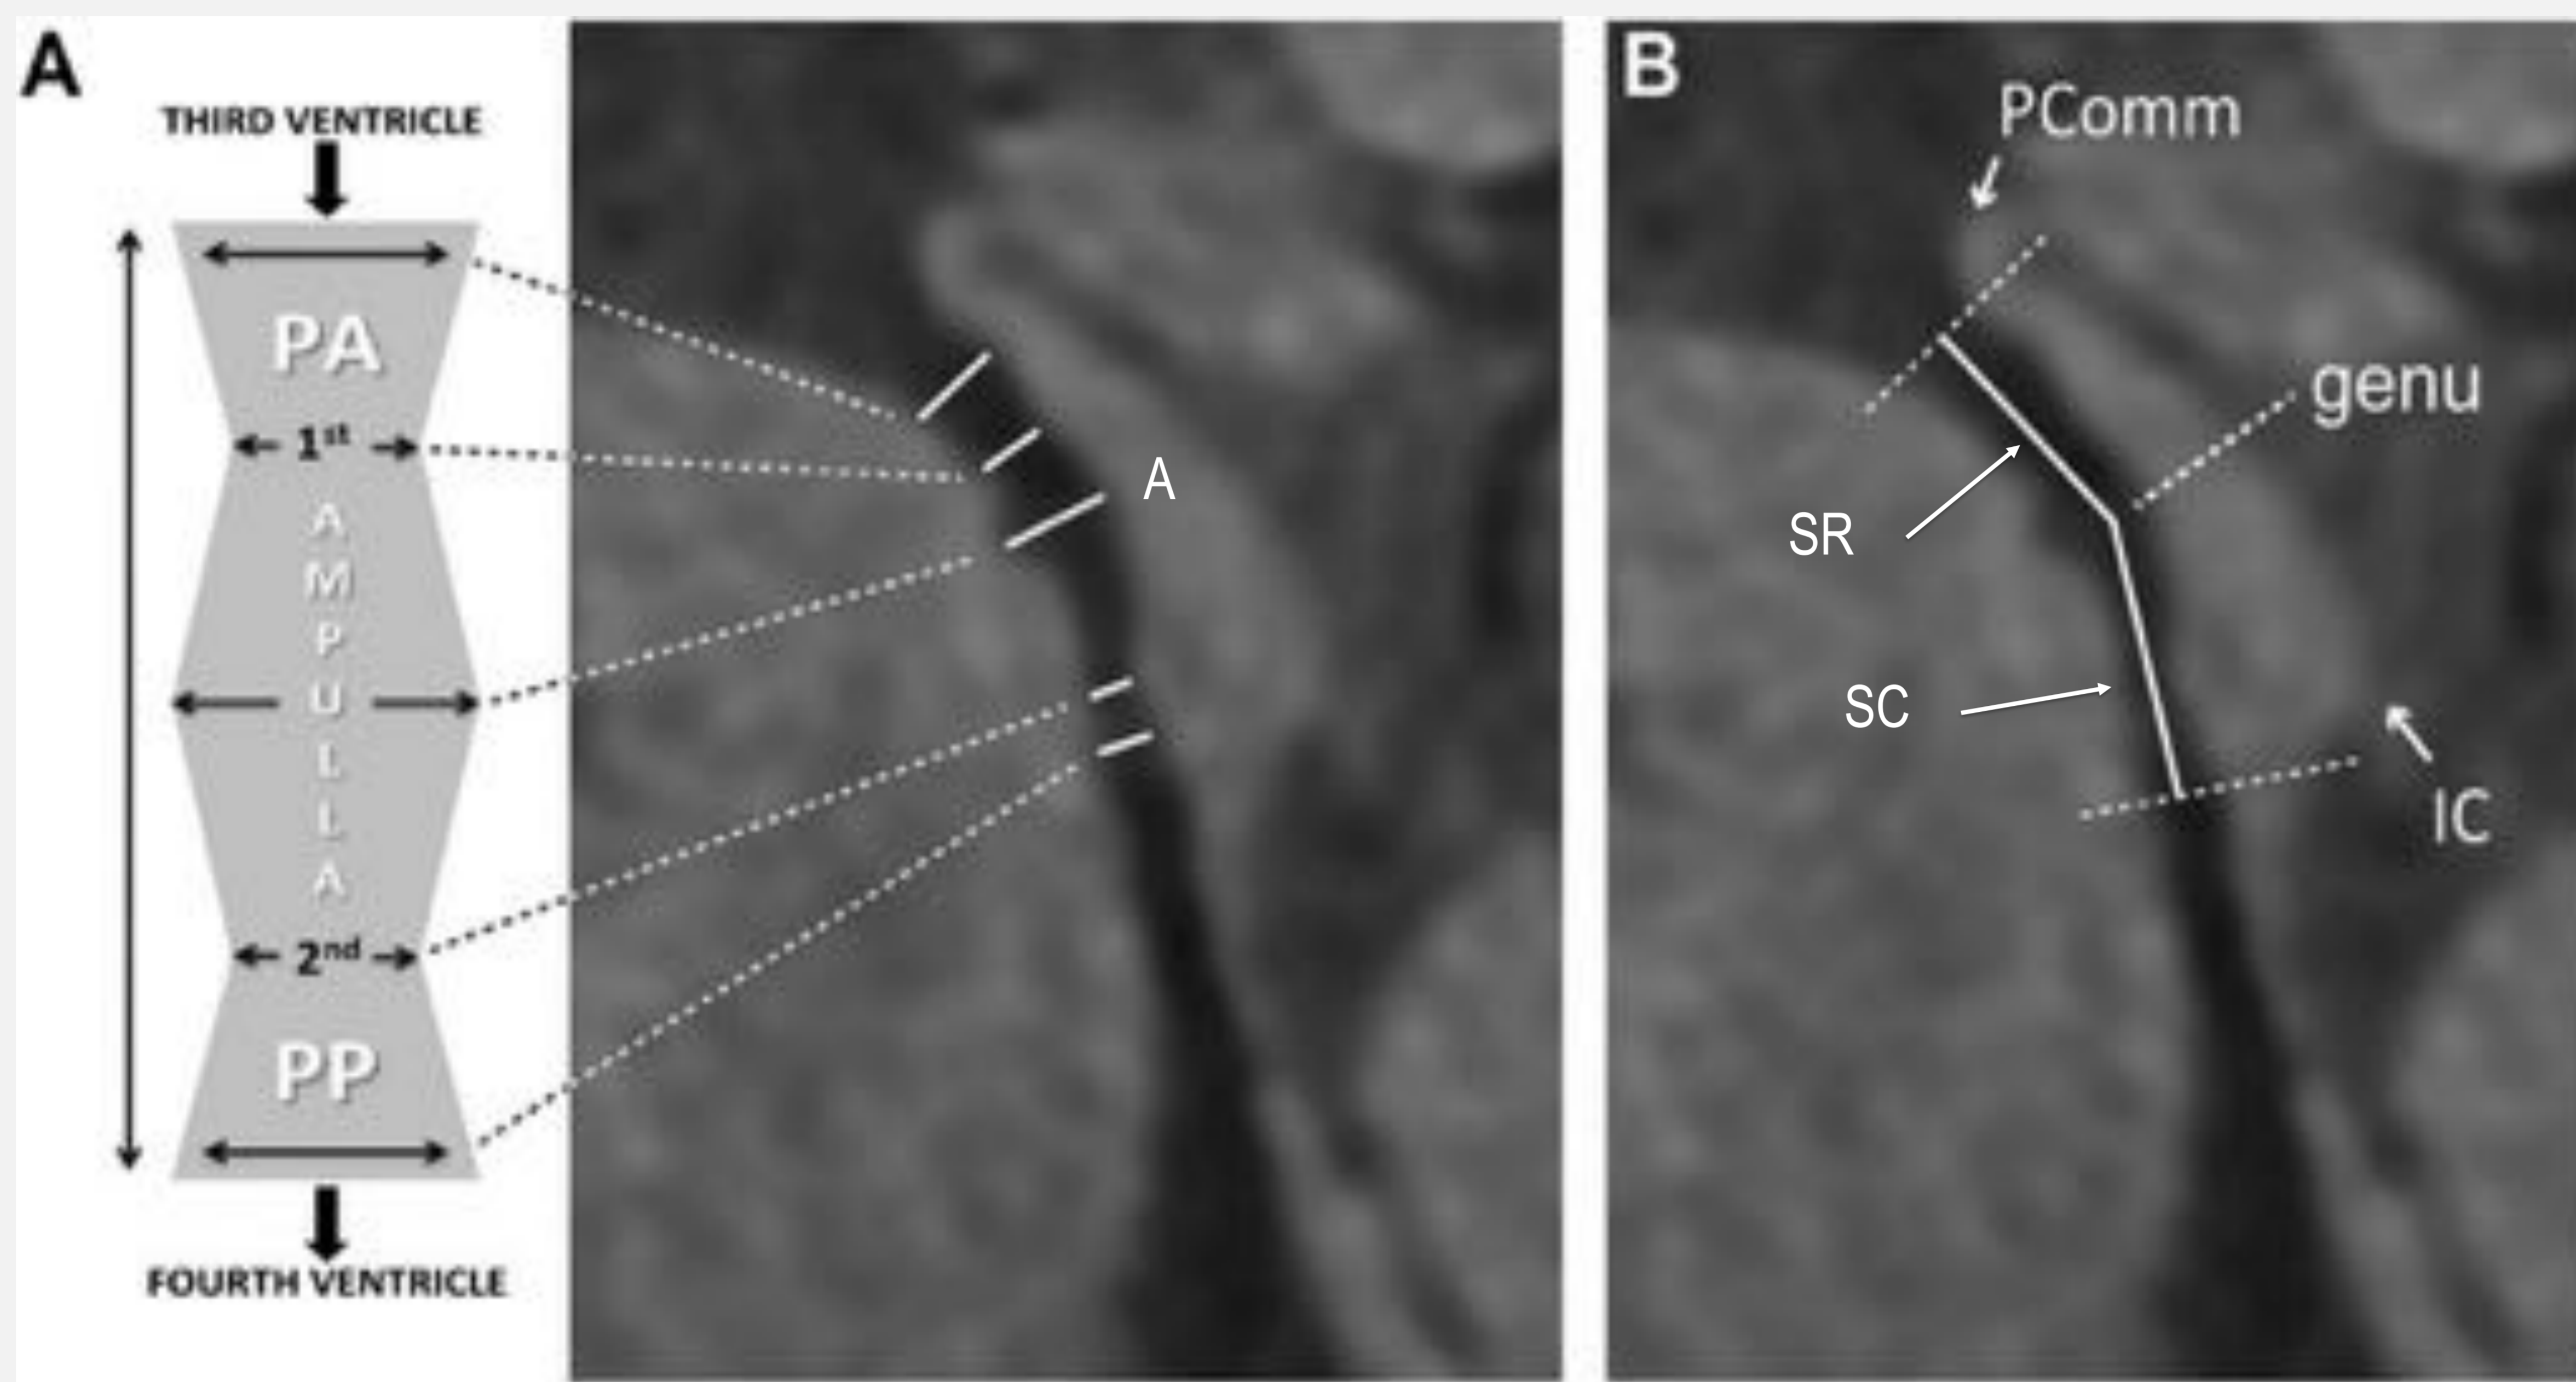 A
THIRD VENTRICLE
PA
1st
AMPULLA
2nd
PP
FOURTH VENTRICLE
A
B
PComm
genu
SR
SC
IC